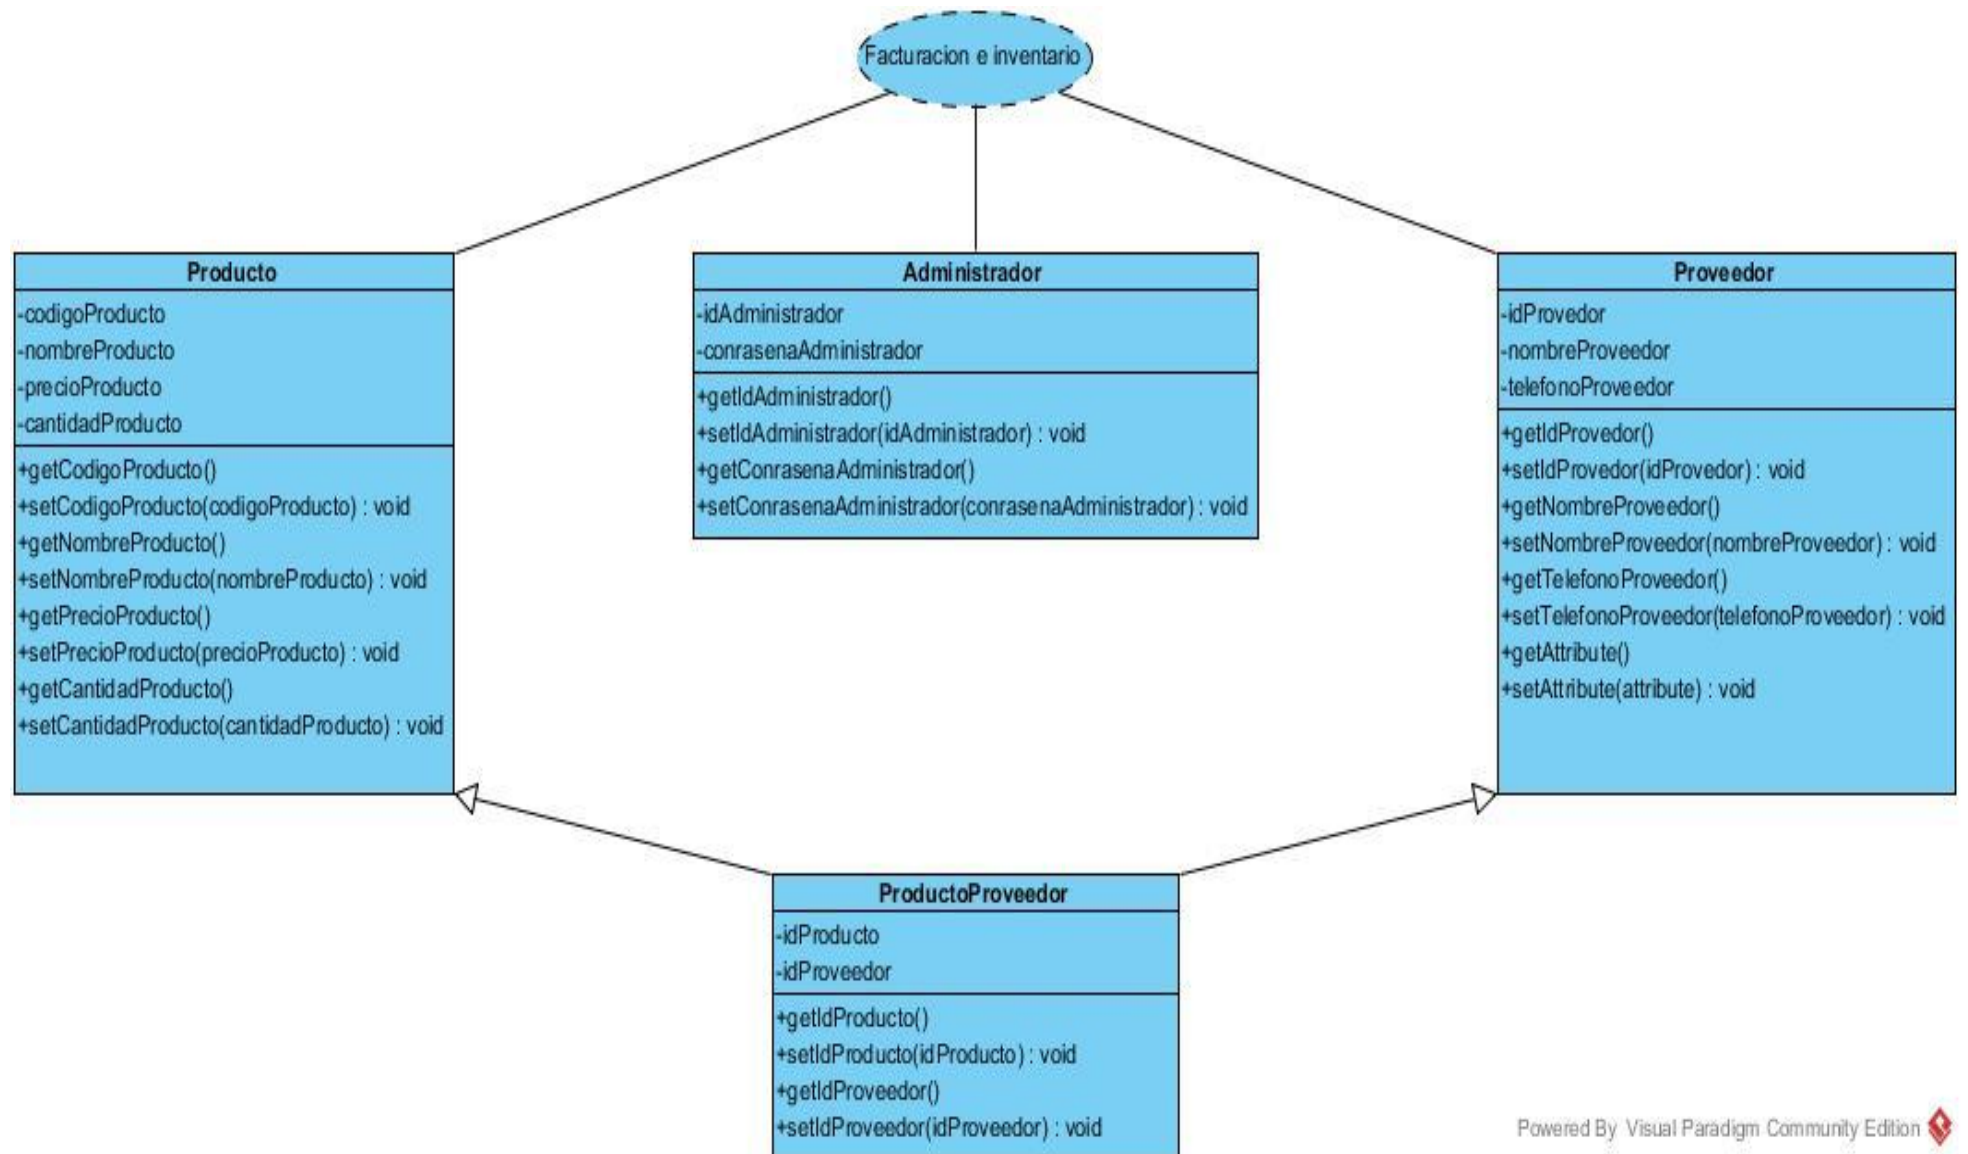 Facturacion e inventario
Producto
-codigoProducto
-nombreProducto
-precioProducto
-cantidadProducto
+getCodigoProducto()
+setCodigoProducto(codigoProducto) : void
+getNombreProducto()
+setNombreProducto(nombreProducto) : void
+getPrecioProducto()
+setPrecioProducto(precioProducto) : void
+getCantidadProducto()
+setCantidadProducto(cantidadProducto) : void
Administrador
-idAdministrador
-conrasenaAdministrador
+getIdAdministrador()
+setIdAdministrador(idAdministrador) : void
+getConrasenaAdministrador()
+setConrasenaAdministrador(conrasenaAdministrador) : void
Proveedor
-idProvedor
-nombreProveedor
-telefonoProveedor
+getIdProvedor()
+setIdProvedor(idProvedor) : void
+getNombreProveedor()
+setNombreProveedor(nombreProveedor) : void
+getTelefonoProveedor()
+setTelefonoProveedor(telefonoProveedor) : void
+getAttribute()
+setAttribute(attribute) : void
ProductoProveedor
-idProducto
-idProveedor
+getIdProducto()
+setIdProducto(idProducto) : void
+getIdProveedor()
+setIdProveedor(idProveedor) : void
Powered By Visual Paradigm Community Edition